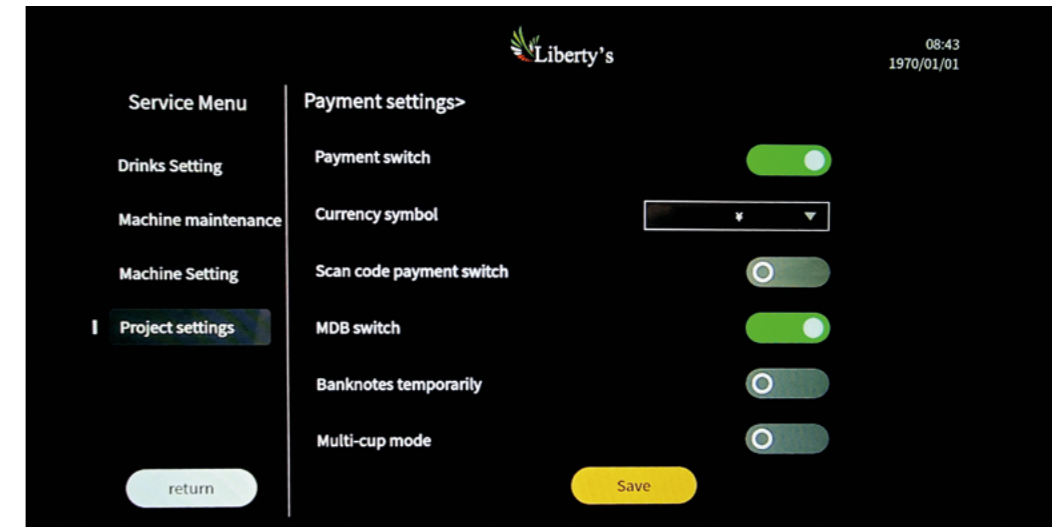 Liberty's
08:43
1970/01/01
Service Menu
Drinks Setting
Machine maintenance
Machine Setting
Project settings
return
Payment settings>
Payment switch
Currency symbol
¥
Scan code payment switch
MDB switch
Banknotes temporarily
Multi-cup mode
Save